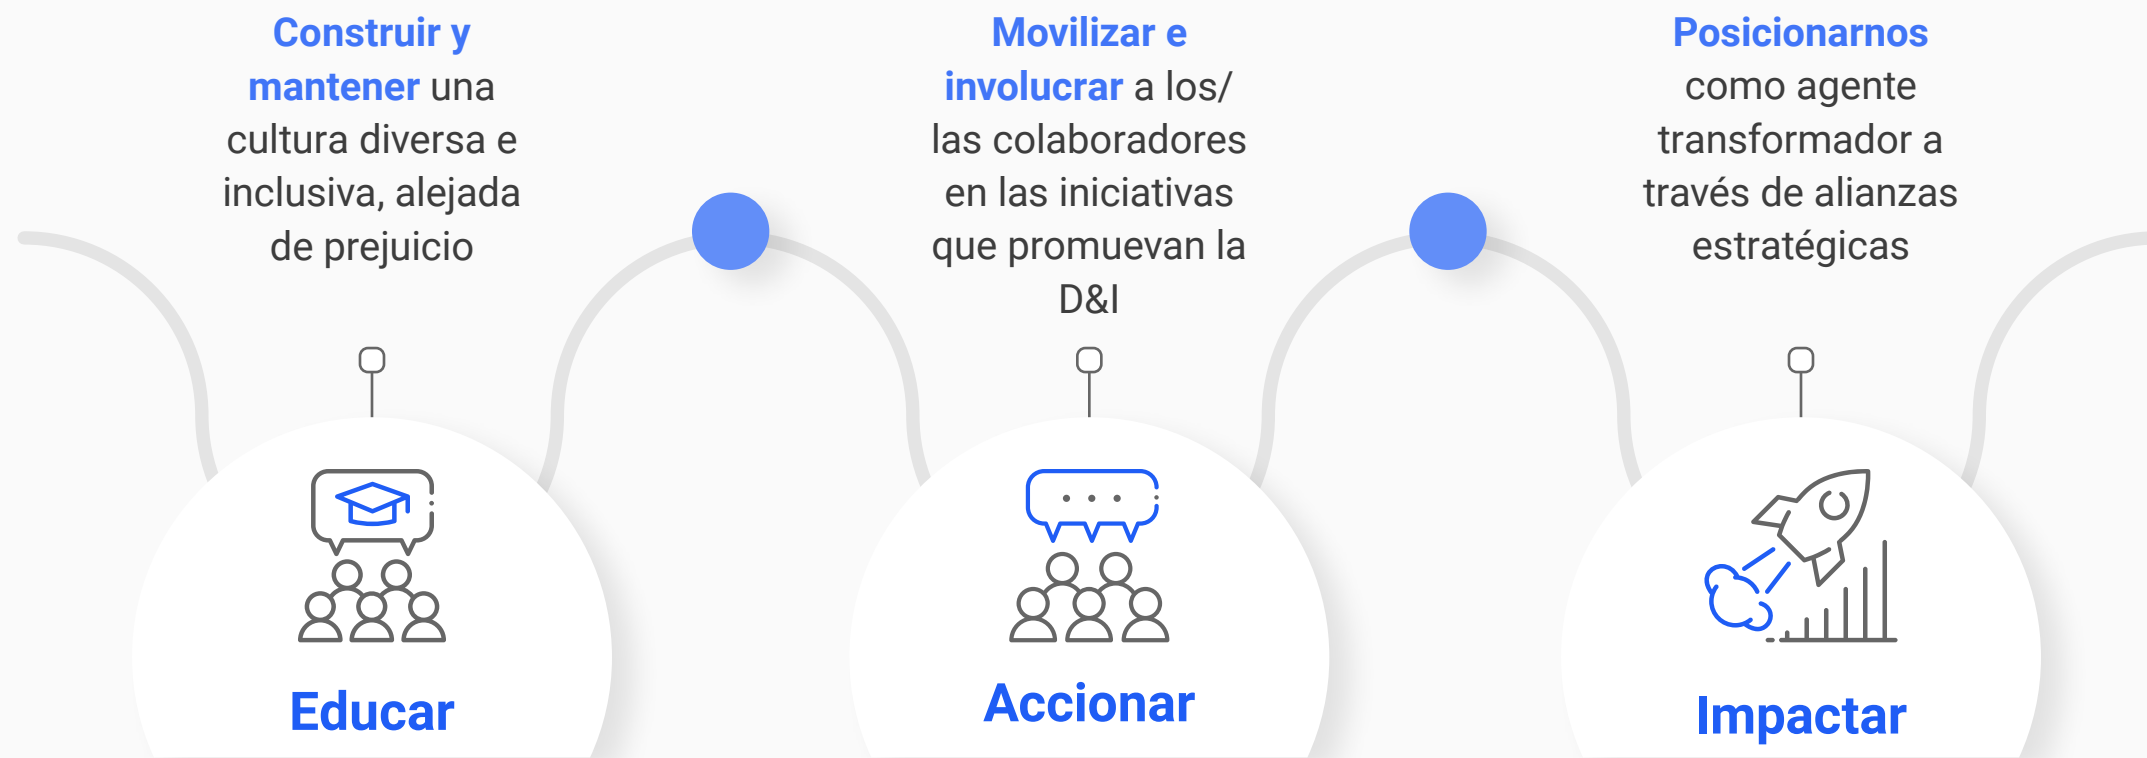 Construir y
mantener una
cultura diversa e
inclusiva, alejada
de prejuicio
Educar
Movilizar e
involucrar a los/
las colaboradores
en las iniciativas
que promuevan la
D&I
Accionar
Posicionarnos
como agente
transformador a
través de alianzas
estratégicas
Impactar